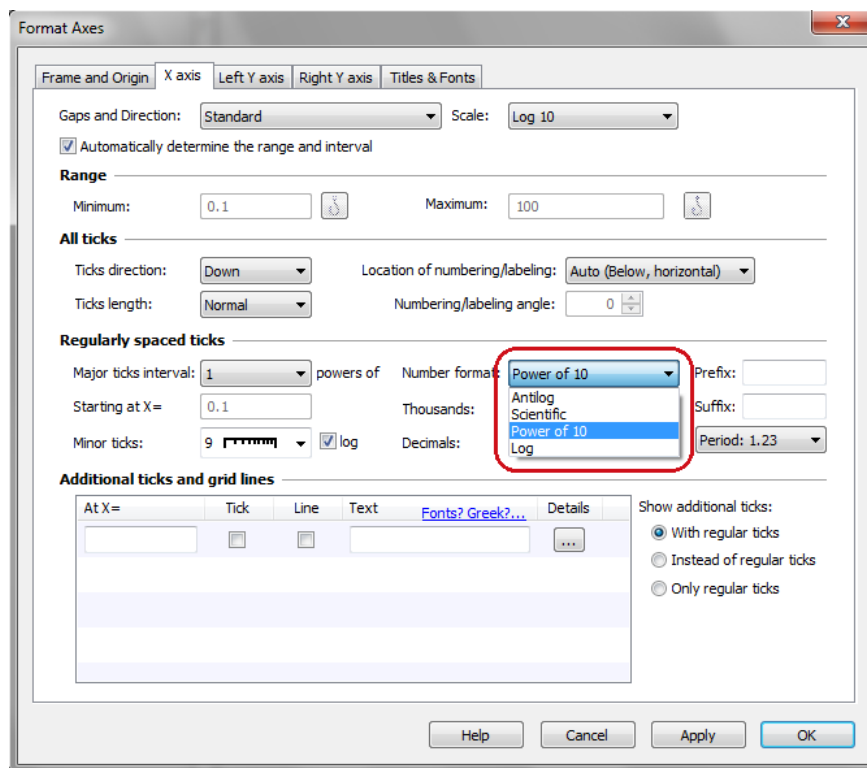 Format Axes
X
Frame and Origin X axis Left Y axis Right Y axis Titles & Fonts
Gaps and Direction: Standard Scale: Log 10
Automatically determine the range and interval
Range
Minimum: 0.1 Maximum: 100
All ticks
Ticks direction: Down Location of numbering/labeling: Auto (Below, horizontal)
Ticks length: Normal Numbering/labeling angle: 0
Regularly spaced ticks
Major ticks interval: 1 powers of Number format: Power of 10 Prefix:
Antilog
Starting at X= 0.1 Thousands: Scientific Suffix:
Power of 10
Minor ticks: 9 log Decimals: Log Period: 1.23
Additional ticks and grid lines
At X= Tick Line Text Fonts? Greek?... Details Show additional ticks:
... With regular ticks
Instead of regular ticks
Only regular ticks
Help Cancel Apply OK